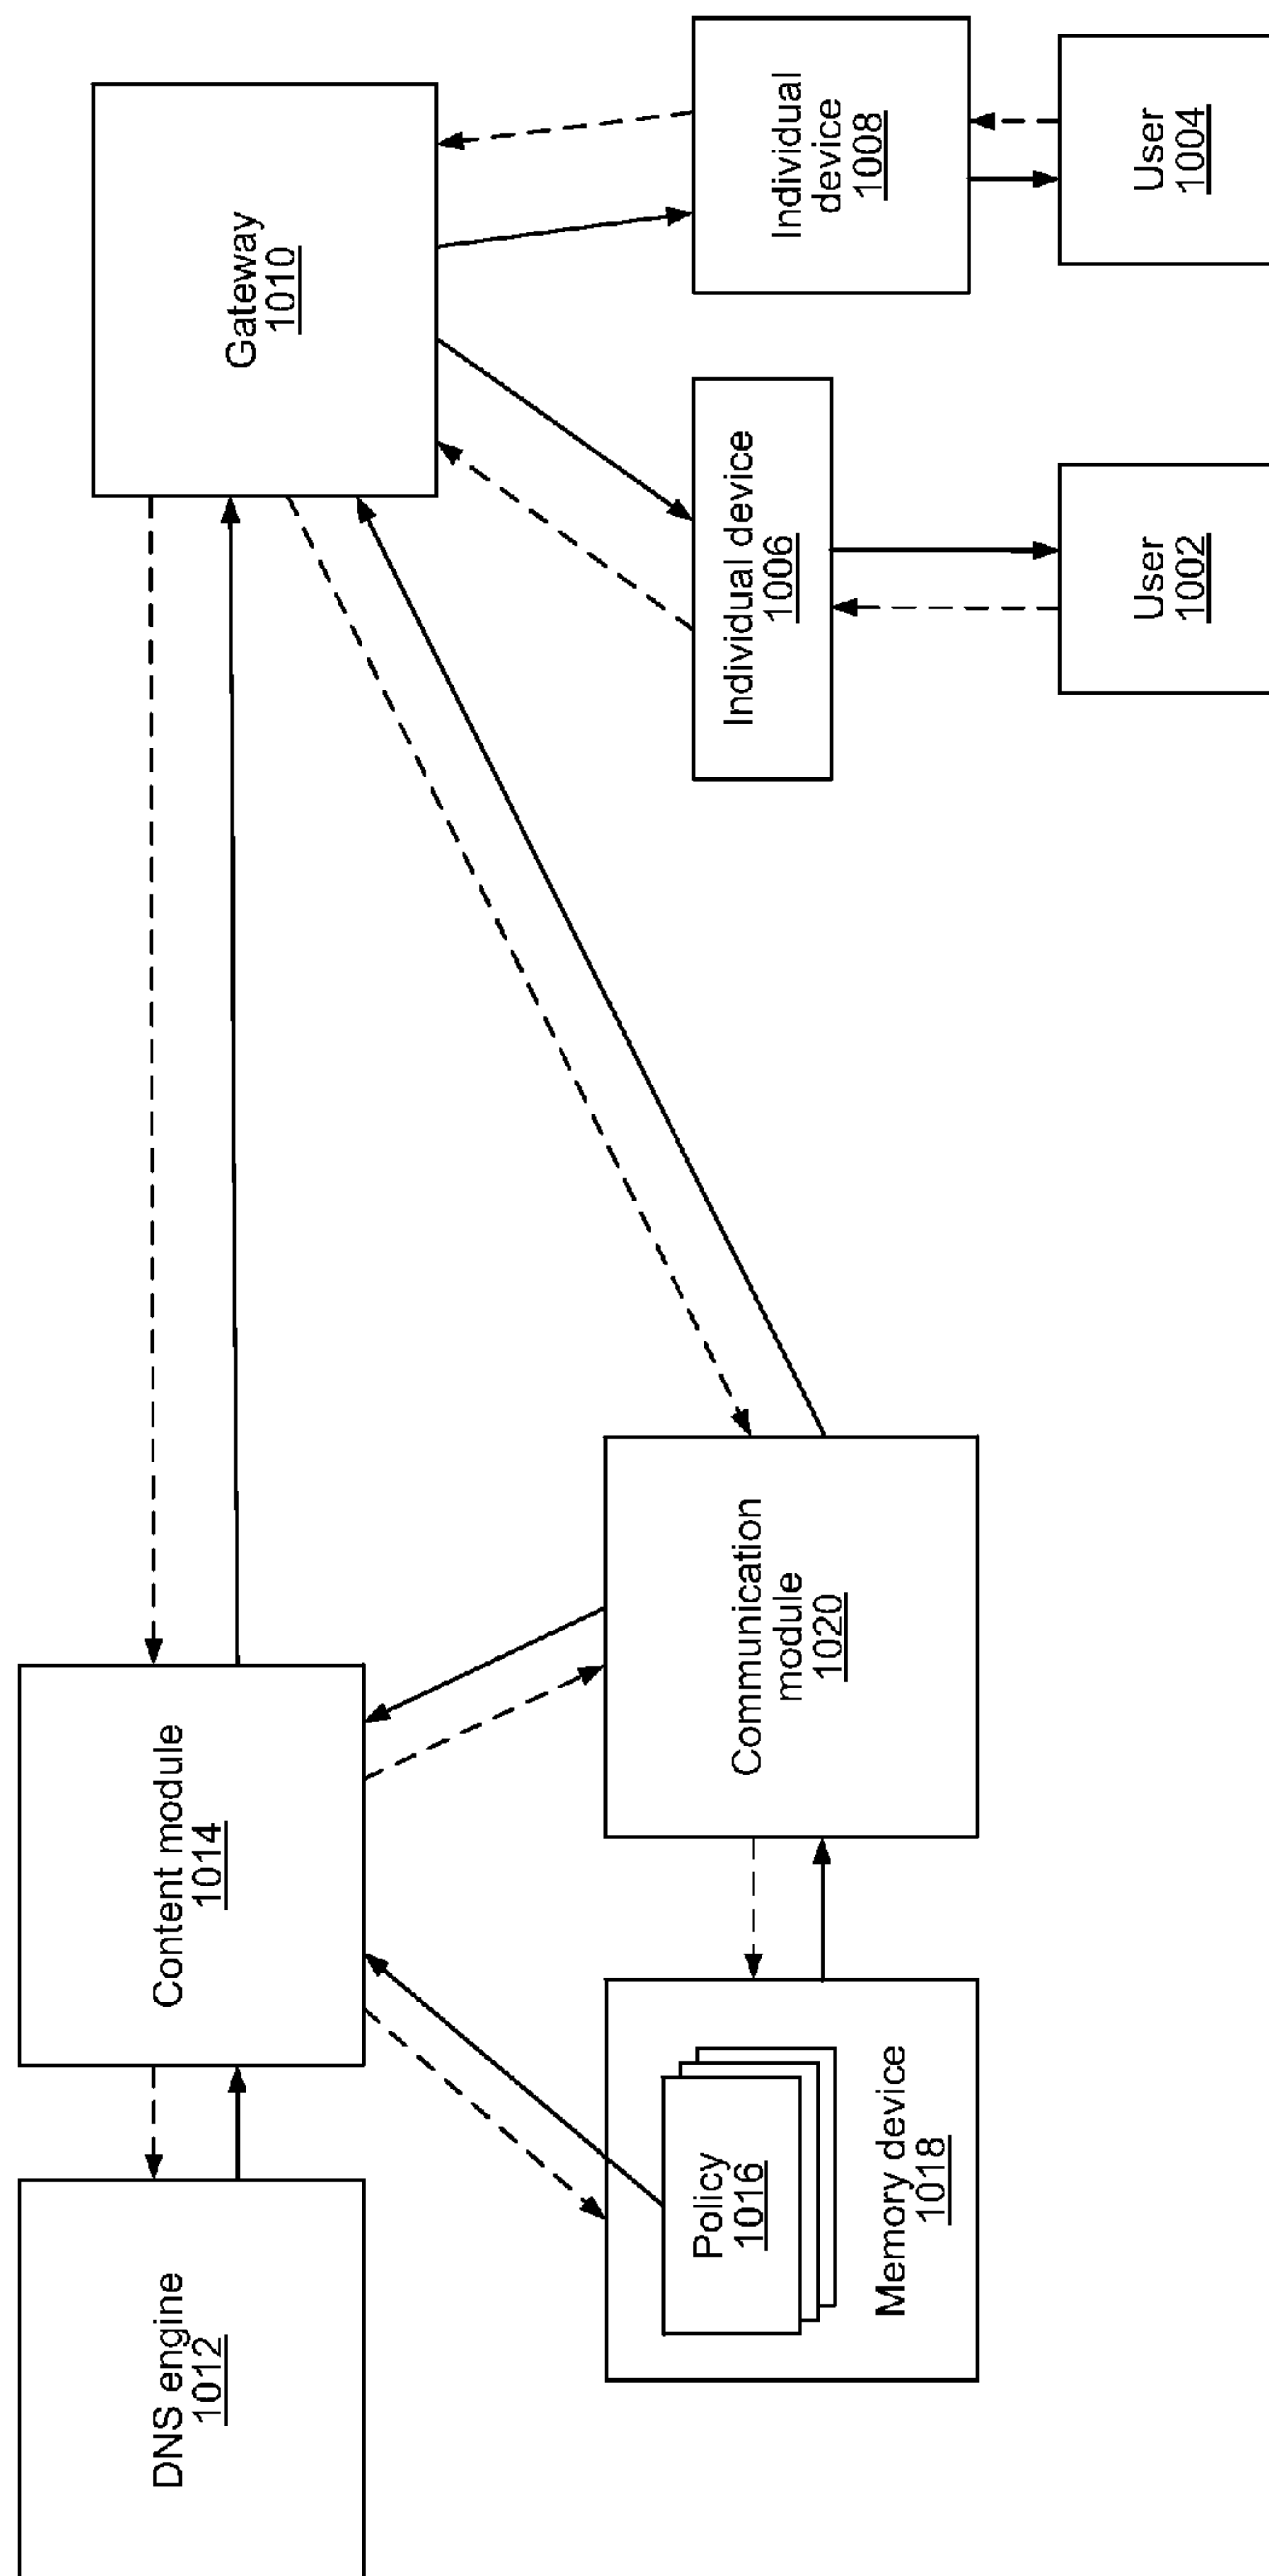 DNS engine
1012
Content module
1014
Gateway
1010
Policy
1016
Memory device
1018
Communication
module
1020
Individual device
1006
Individual
device
1008
User
1002
User
1004